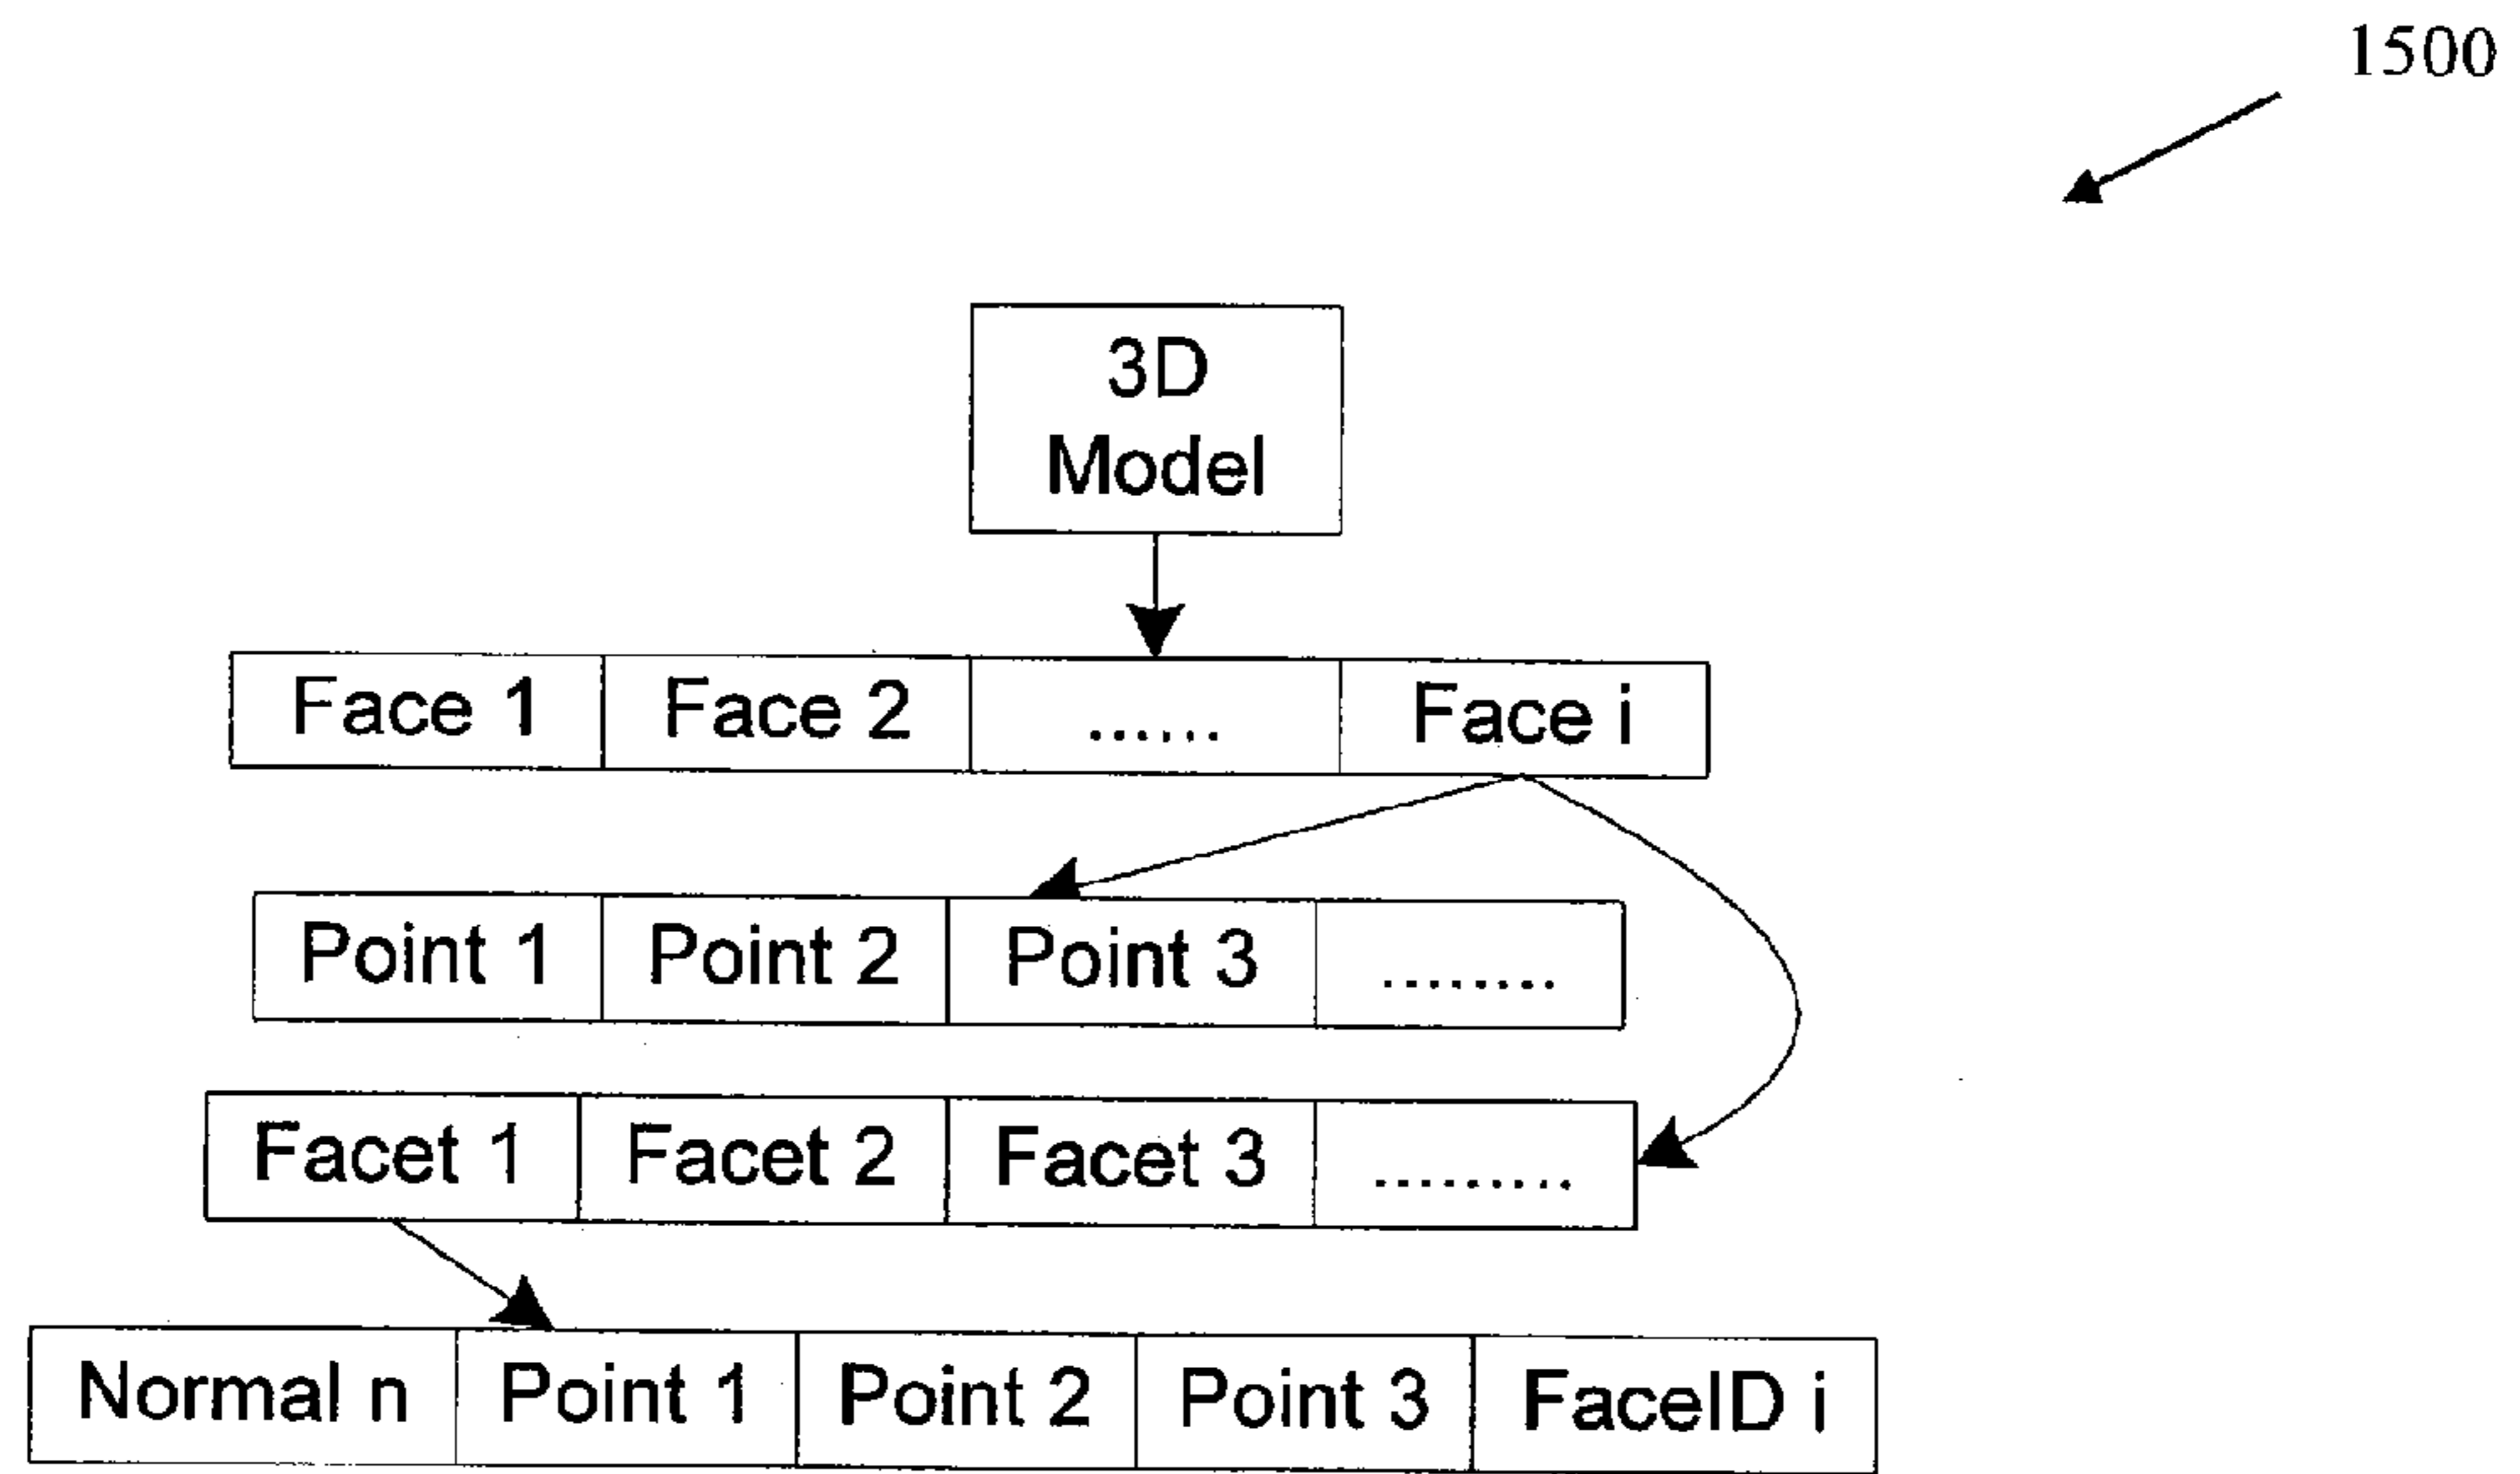 1500
3D
Model
Face 1 Face 2 ...... Face i
Point 1 Point 2 Point 3 ........
Facet 1 Facet 2 Facet 3 .........
Normal n Point 1 Point 2 Point 3 FaceID i